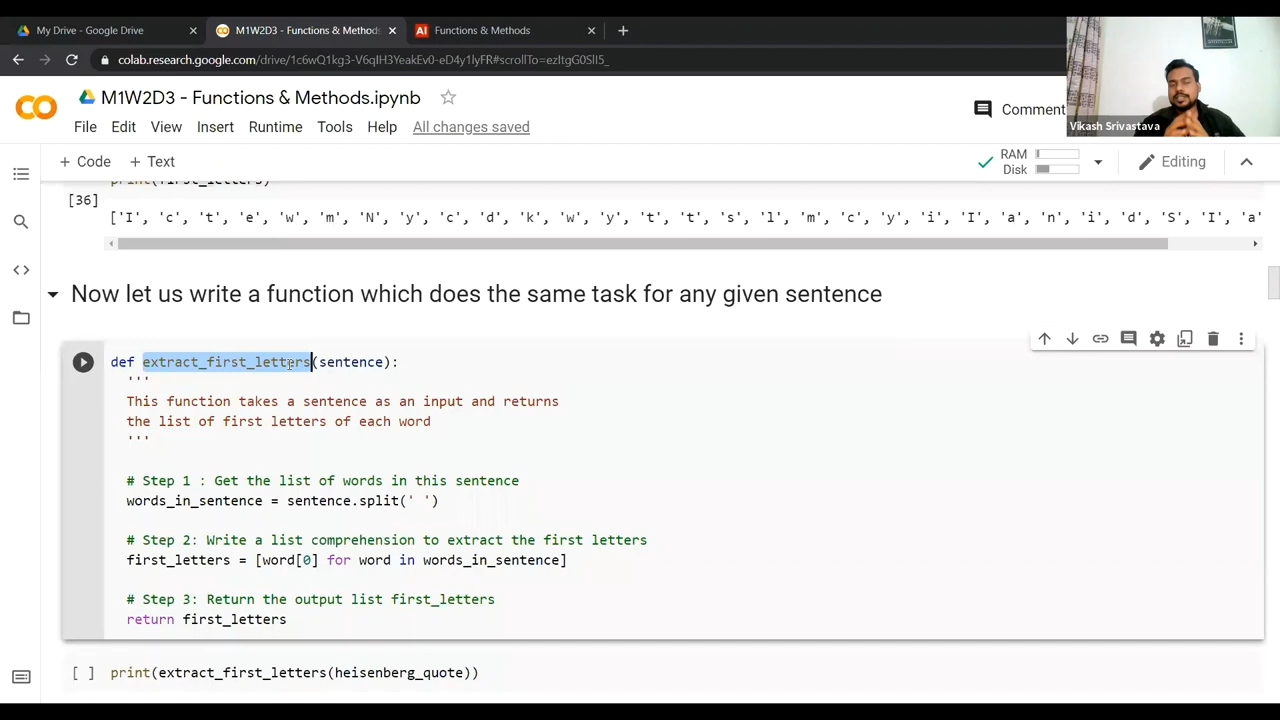 My Drive - Google Drive
M1W2D3 - Functions & Methods
Functions & Methods
colab.research.google.com/drive/1c6wQ1kg3-V6qIH3YeakEv0-eD4y1lyFR#scrollTo=ezItgG0SlI5_
M1W2D3 - Functions & Methods.ipynb
Comment
Vikash Srivastava
File Edit View Insert Runtime Tools Help All changes saved
+ Code + Text
RAM
Disk
Editing
print(first_letters)
[36]
['I', 'c', 't', 'e', 'w', 'm', 'N', 'y', 'c', 'd', 'k', 'w', 'y', 't', 't', 's', 'l', 'm', 'c', 'y', 'i', 'I', 'a', 'n', 'i', 'd', 'S', 'I', 'a'
Now let us write a function which does the same task for any given sentence
def extract_first_letters(sentence):
'''
This function takes a sentence as an input and returns
the list of first letters of each word
'''
# Step 1 : Get the list of words in this sentence
words_in_sentence = sentence.split(' ')
# Step 2: Write a list comprehension to extract the first letters
first_letters = [word[0] for word in words_in_sentence]
# Step 3: Return the output list first_letters
return first_letters
[ ] print(extract_first_letters(heisenberg_quote))